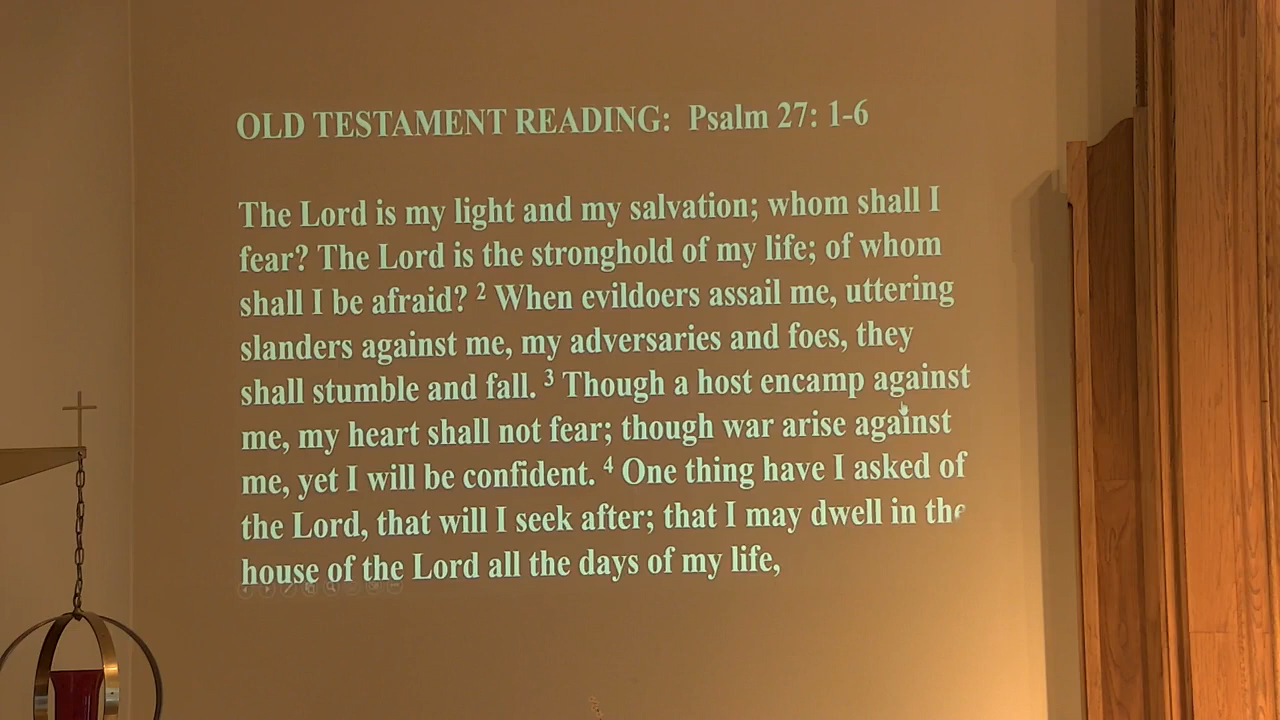 OLD TESTAMENT READING: Psalm 27: 1-6
The Lord is my light and my salvation; whom shall I
fear? The Lord is the stronghold of my life; of whom
shall I be afraid? ² When evildoers assail me, uttering
slanders against me, my adversaries and foes, they
shall stumble and fall. ³ Though a host encamp against
me, my heart shall not fear; though war arise against
me, yet I will be confident. ⁴ One thing have I asked of
the Lord, that will I seek after; that I may dwell in the
house of the Lord all the days of my life,